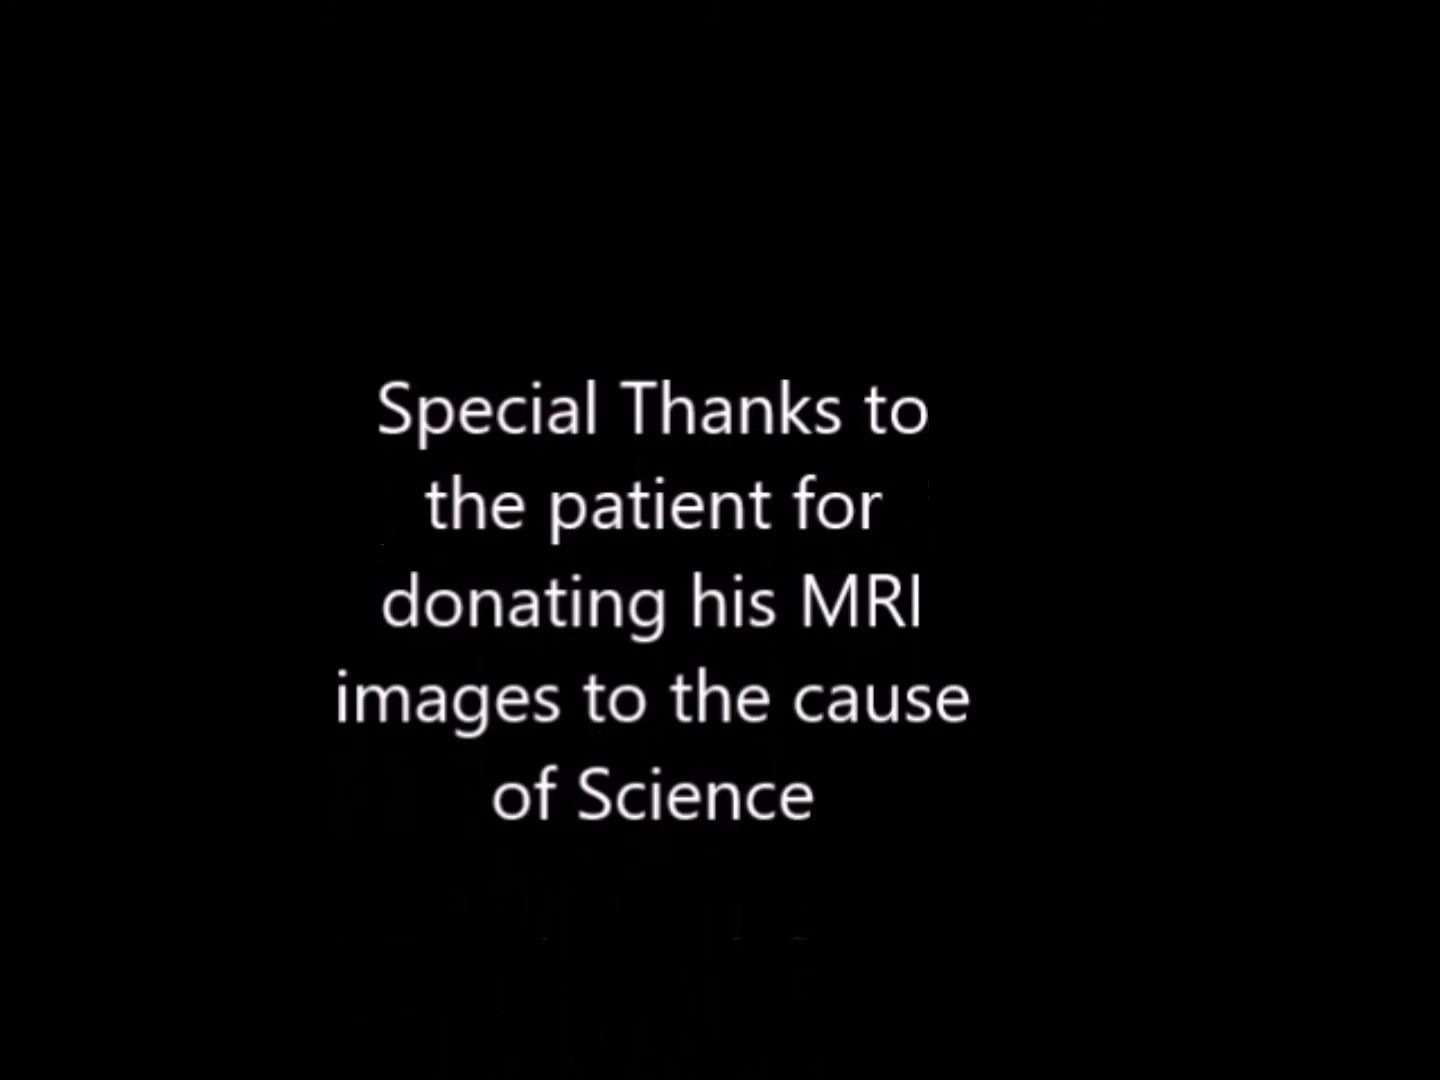 Special Thanks to
the patient for
donating his MRI
images to the cause
of Science